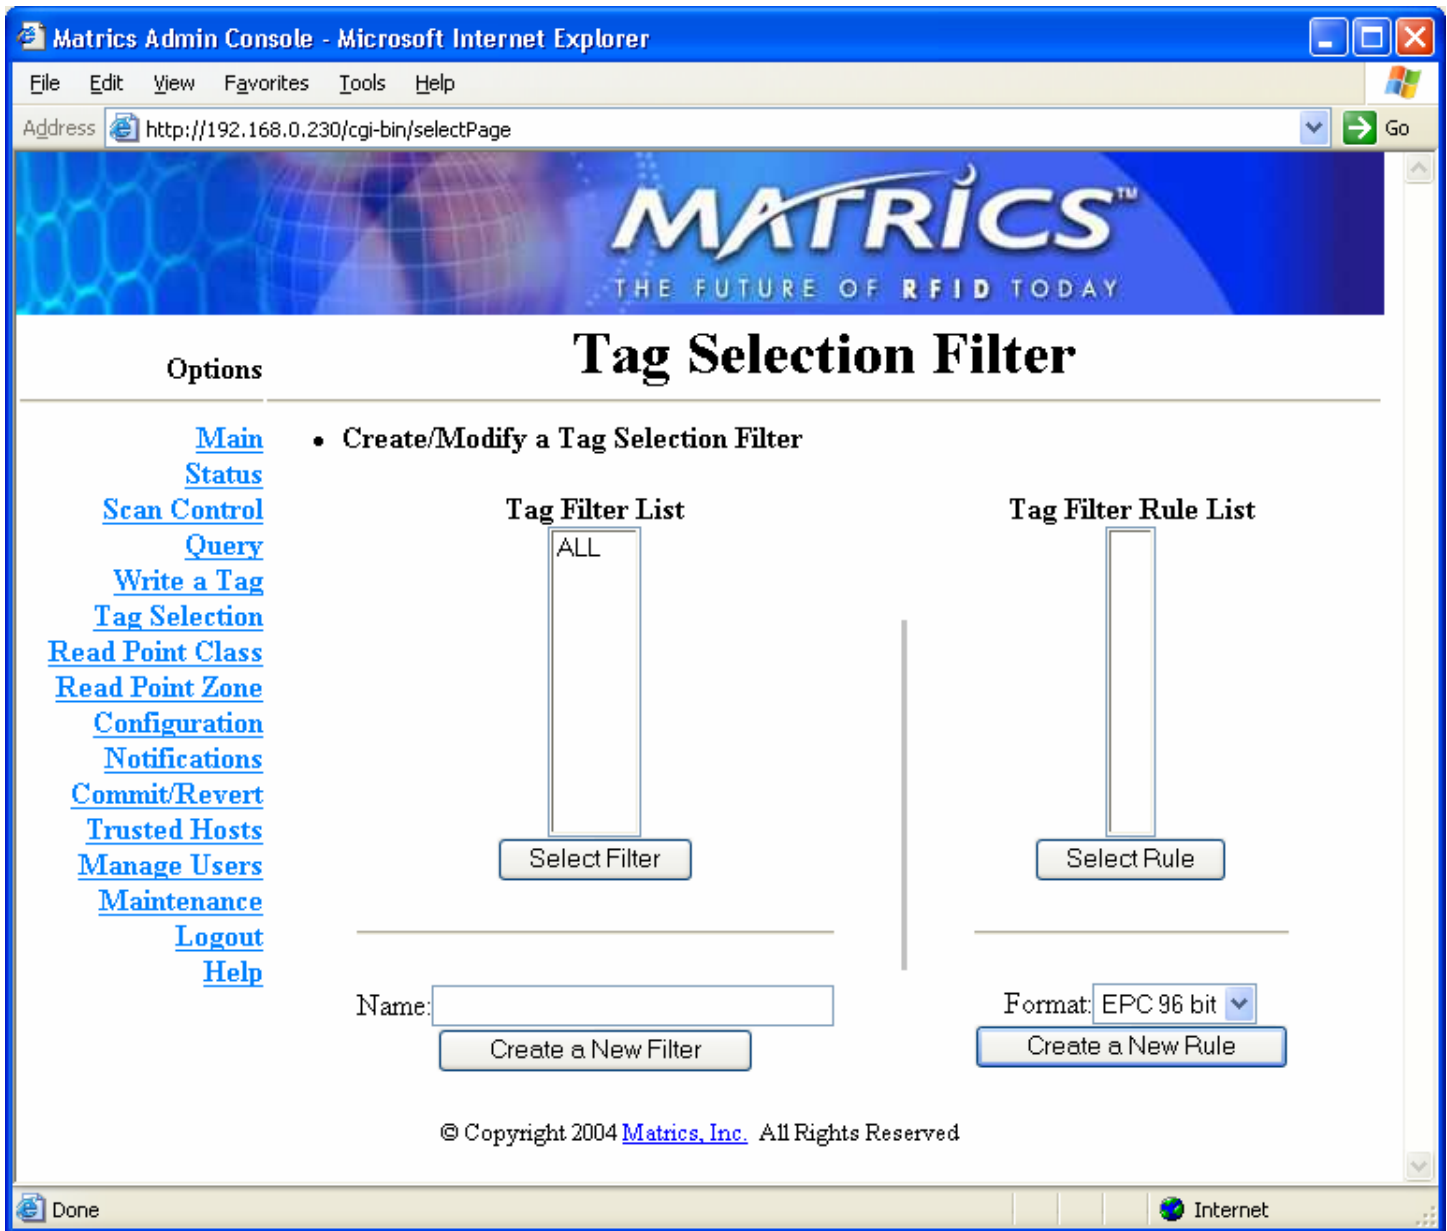 Matrics Admin Console - Microsoft Internet Explorer
File Edit View Favorites Tools Help
Address http://192.168.0.230/cgi-bin/selectPage Go
MATRICS™
THE FUTURE OF RFID TODAY
Options
Tag Selection Filter
Main
Status
Scan Control
Query
Write a Tag
Tag Selection
Read Point Class
Read Point Zone
Configuration
Notifications
Commit/Revert
Trusted Hosts
Manage Users
Maintenance
Logout
Help
• Create/Modify a Tag Selection Filter
Tag Filter List
ALL
Select Filter
Name:
Create a New Filter
Tag Filter Rule List
Select Rule
Format: EPC 96 bit
Create a New Rule
© Copyright 2004 Matrics, Inc. All Rights Reserved
Done Internet